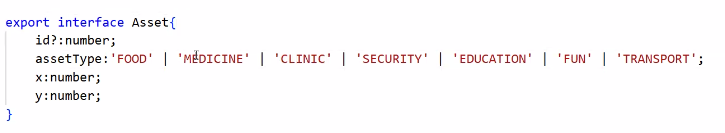 export interface Asset{
    id?:number;
    assetType:'FOOD' | 'MEDICINE' | 'CLINIC' | 'SECURITY' | 'EDUCATION' | 'FUN' | 'TRANSPORT';
    x:number;
    y:number;
}